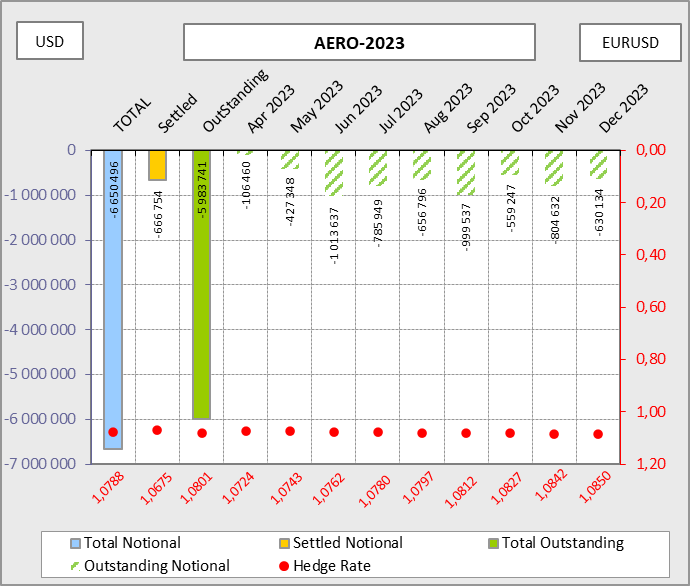 USD
AERO-2023
EURUSD
TOTAL
Settled
OutStanding
Apr 2023
May 2023
Jun 2023
Jul 2023
Aug 2023
Sep 2023
Oct 2023
Nov 2023
Dec 2023
0
-1 000 000
-2 000 000
-3 000 000
-4 000 000
-5 000 000
-6 000 000
-7 000 000
-6 650 496
-666 754
-5 983 741
-106 460
-427 348
-1 013 637
-785 949
-656 796
-999 537
-559 247
-804 632
-630 134
0,00
0,20
0,40
0,60
0,80
1,00
1,20
1,0788
1,0675
1,0801
1,0724
1,0743
1,0762
1,0780
1,0797
1,0812
1,0827
1,0842
1,0850
Total Notional
Settled Notional
Total Outstanding
Outstanding Notional
Hedge Rate